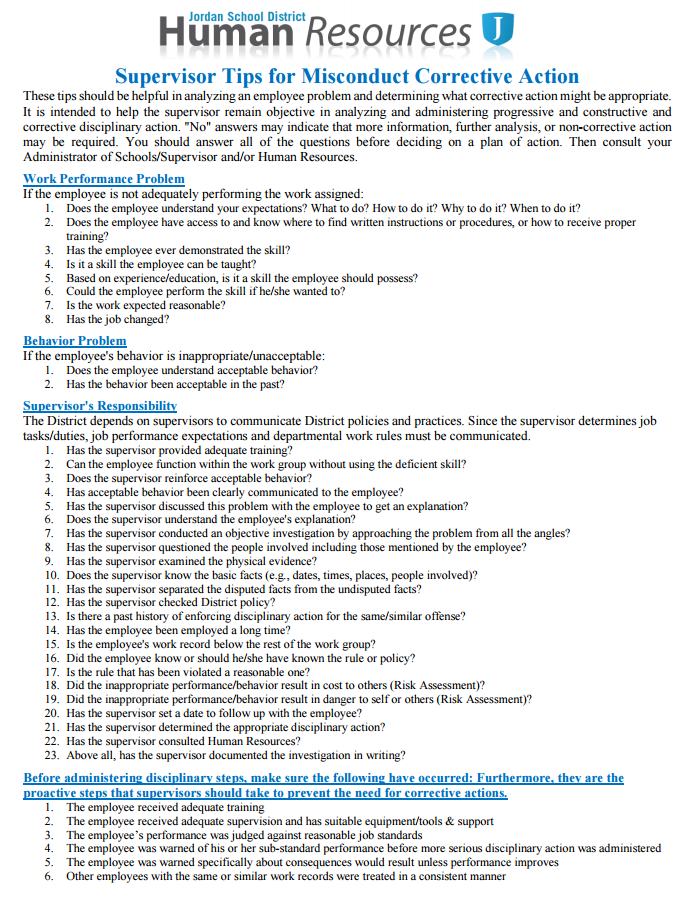 Jordan School District
Human Resources J
Supervisor Tips for Misconduct Corrective Action
These tips should be helpful in analyzing an employee problem and determining what corrective action might be appropriate.
It is intended to help the supervisor remain objective in analyzing and administering progressive and constructive and
corrective disciplinary action. "No" answers may indicate that more information, further analysis, or non-corrective action
may be required. You should answer all of the questions before deciding on a plan of action. Then consult your
Administrator of Schools/Supervisor and/or Human Resources.
Work Performance Problem
If the employee is not adequately performing the work assigned:
1. Does the employee understand your expectations? What to do? How to do it? Why to do it? When to do it?
2. Does the employee have access to and know where to find written instructions or procedures, or how to receive proper
training?
3. Has the employee ever demonstrated the skill?
4. Is it a skill the employee can be taught?
5. Based on experience/education, is it a skill the employee should possess?
6. Could the employee perform the skill if he/she wanted to?
7. Is the work expected reasonable?
8. Has the job changed?
Behavior Problem
If the employee's behavior is inappropriate/unacceptable:
1. Does the employee understand acceptable behavior?
2. Has the behavior been acceptable in the past?
Supervisor's Responsibility
The District depends on supervisors to communicate District policies and practices. Since the supervisor determines job
tasks/duties, job performance expectations and departmental work rules must be communicated.
1. Has the supervisor provided adequate training?
2. Can the employee function within the work group without using the deficient skill?
3. Does the supervisor reinforce acceptable behavior?
4. Has acceptable behavior been clearly communicated to the employee?
5. Has the supervisor discussed this problem with the employee to get an explanation?
6. Does the supervisor understand the employee's explanation?
7. Has the supervisor conducted an objective investigation by approaching the problem from all the angles?
8. Has the supervisor questioned the people involved including those mentioned by the employee?
9. Has the supervisor examined the physical evidence?
10. Does the supervisor know the basic facts (e.g., dates, times, places, people involved)?
11. Has the supervisor separated the disputed facts from the undisputed facts?
12. Has the supervisor checked District policy?
13. Is there a past history of enforcing disciplinary action for the same/similar offense?
14. Has the employee been employed a long time?
15. Is the employee's work record below the rest of the work group?
16. Did the employee know or should he/she have known the rule or policy?
17. Is the rule that has been violated a reasonable one?
18. Did the inappropriate performance/behavior result in cost to others (Risk Assessment)?
19. Did the inappropriate performance/behavior result in danger to self or others (Risk Assessment)?
20. Has the supervisor set a date to follow up with the employee?
21. Has the supervisor determined the appropriate disciplinary action?
22. Has the supervisor consulted Human Resources?
23. Above all, has the supervisor documented the investigation in writing?
Before administering disciplinary steps, make sure the following have occurred: Furthermore, they are the
proactive steps that supervisors should take to prevent the need for corrective actions.
1. The employee received adequate training
2. The employee received adequate supervision and has suitable equipment/tools & support
3. The employee's performance was judged against reasonable job standards
4. The employee was warned of his or her sub-standard performance before more serious disciplinary action was administered
5. The employee was warned specifically about consequences would result unless performance improves
6. Other employees with the same or similar work records were treated in a consistent manner